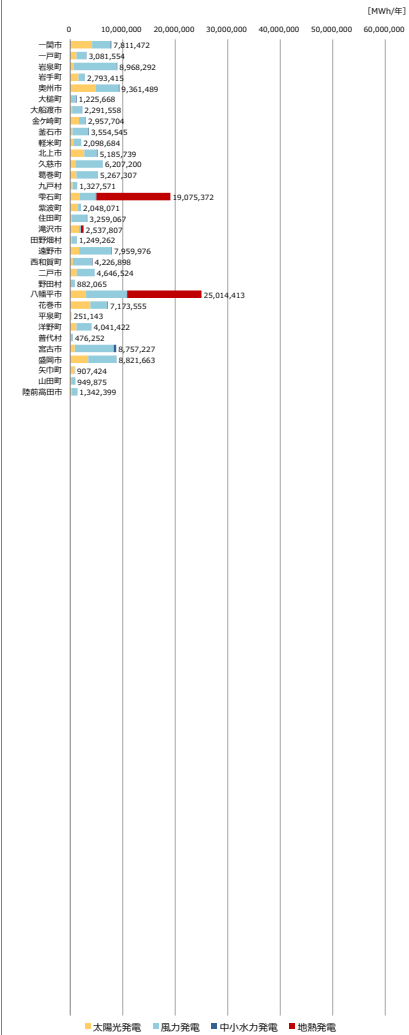 [MWh/年]
0 10,000,000 20,000,000 30,000,000 40,000,000 50,000,000 60,000,000
一関市 7,811,472
一戸町 3,081,554
岩泉町 8,968,292
岩手町 2,793,415
奥州市 9,361,489
大槌町 1,225,668
大船渡市 2,291,558
金ケ崎町 2,957,704
釜石市 3,554,545
軽米町 2,098,684
北上市 5,185,739
久慈市 6,207,200
葛巻町 5,267,307
九戸村 1,327,571
雫石町 19,075,372
紫波町 2,048,071
住田町 3,259,067
滝沢市 2,537,807
田野畑村 1,249,262
遠野市 7,959,976
西和賀町 4,226,898
二戸市 4,646,524
野田村 882,065
八幡平市 25,014,413
花巻市 7,173,555
平泉町 251,143
洋野町 4,041,422
普代村 476,252
宮古市 8,757,227
盛岡市 8,821,663
矢巾町 907,424
山田町 949,875
陸前高田市 1,342,399
太陽光発電 風力発電 中小水力発電 地熱発電